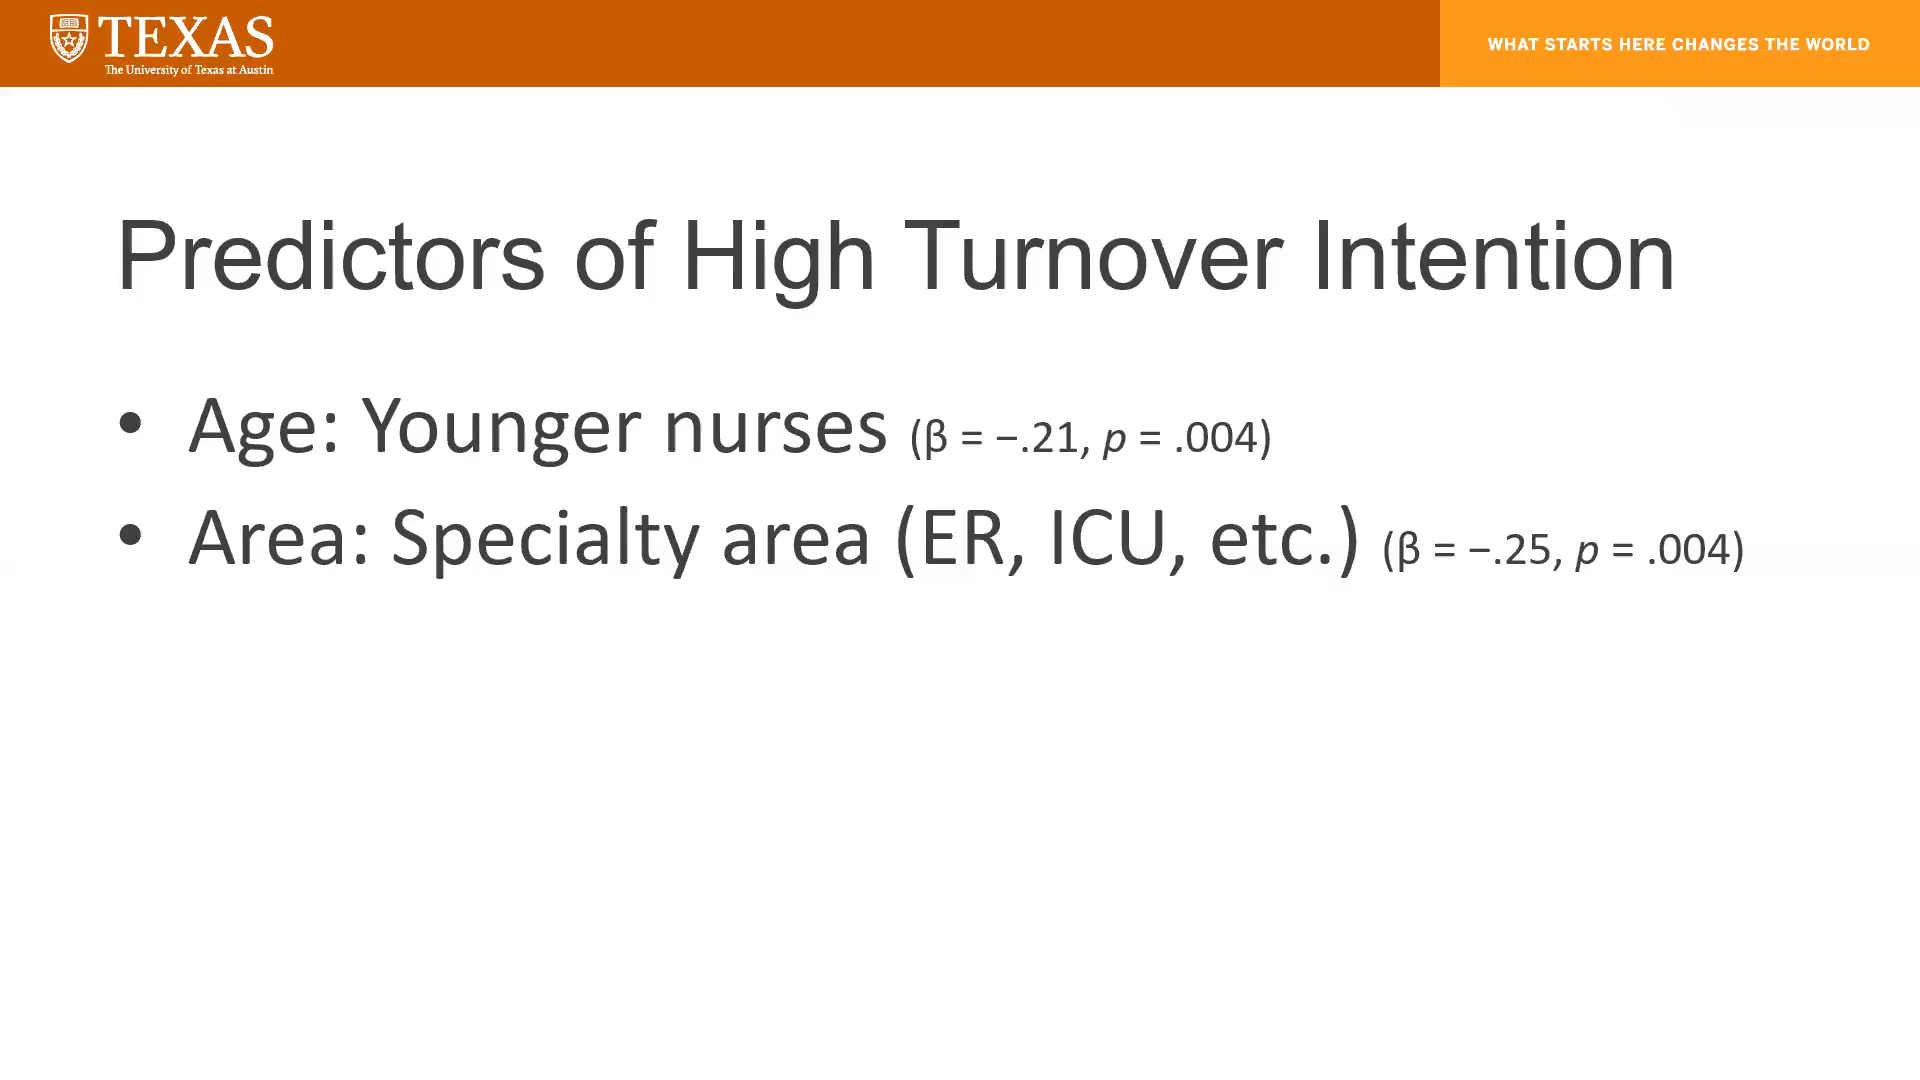 TEXAS
The University of Texas at Austin
WHAT STARTS HERE CHANGES THE WORLD
Predictors of High Turnover Intention
• Age: Younger nurses (β = −.21, p = .004)
• Area: Specialty area (ER, ICU, etc.) (β = −.25, p = .004)